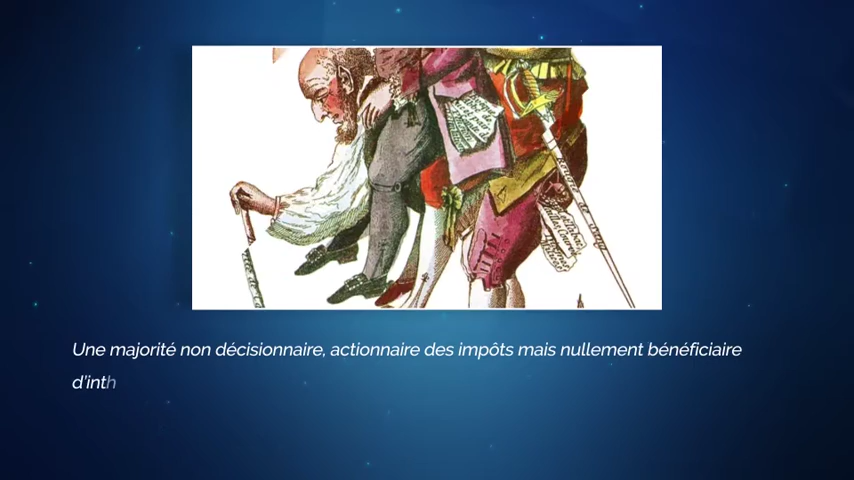 Une majorité non décisionnaire, actionnaire des impôts mais nullement bénéficiaire
d'inth